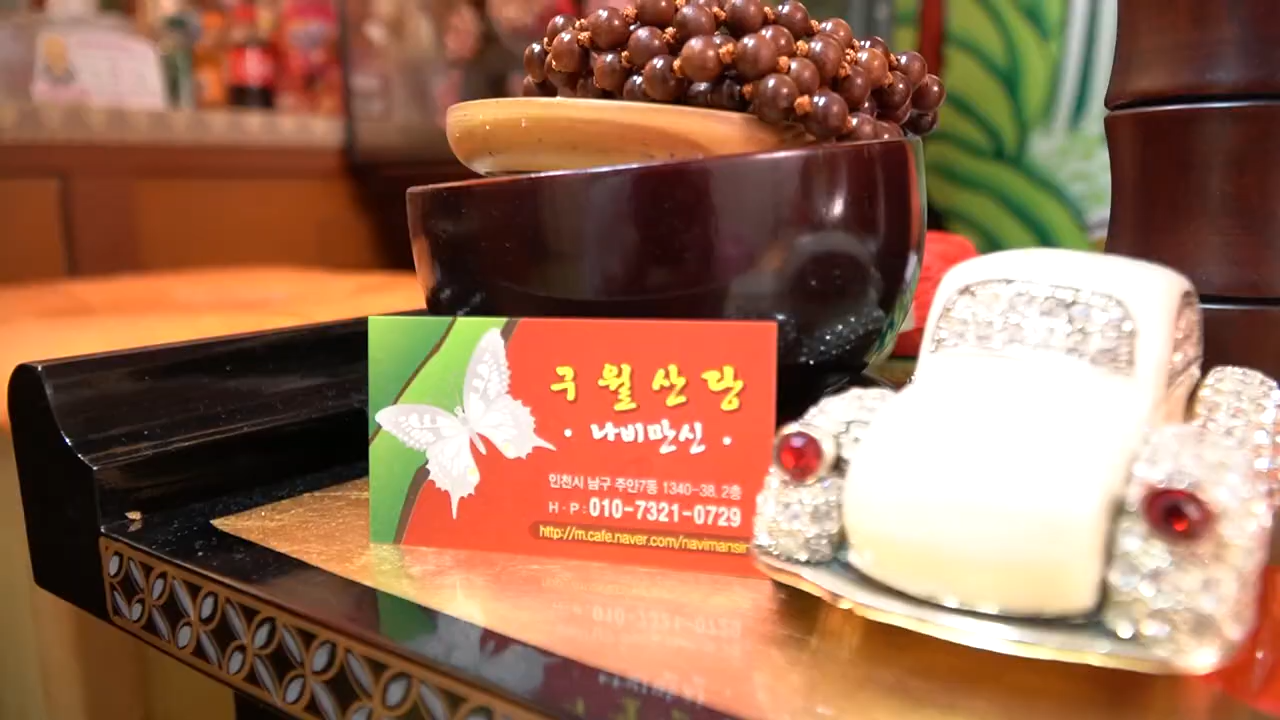 구월산당
· 나비만신 ·
인천시 남구 주안7동 1340-38, 2층
H·P:010-7321-0729
http://m.cafe.naver.com/navimansin